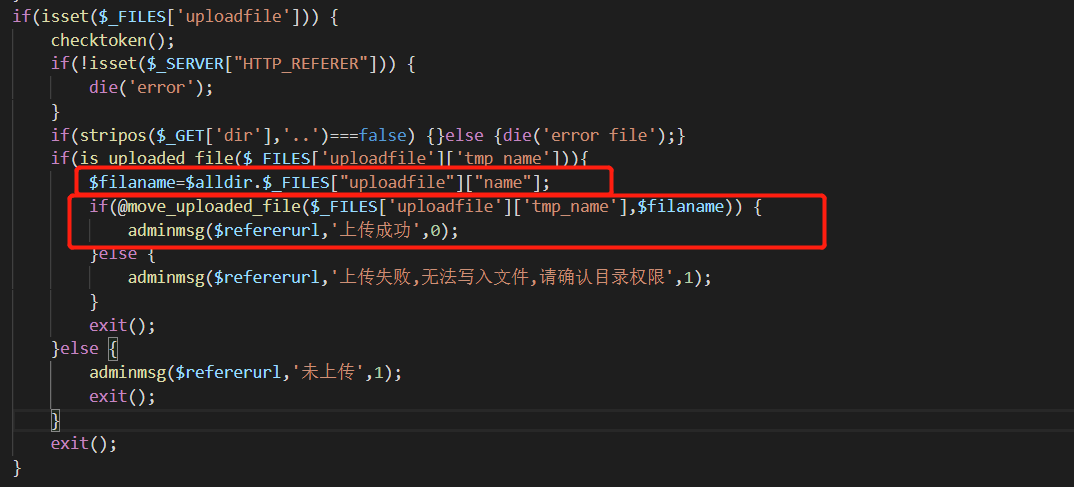 if(isset($_FILES['uploadfile'])) {
checktoken();
if(!isset($_SERVER["HTTP_REFERER"])) {
die('error');
}
if(stripos($_GET['dir'],'..')===false) {}else {die('error file');}
if(is_uploaded_file($_FILES['uploadfile']['tmp_name'])){
$filaname=$alldir.$_FILES["uploadfile"]["name"];
if(@move_uploaded_file($_FILES['uploadfile']['tmp_name'],$filaname)) {
adminmsg($refererurl,'上传成功',0);
}else {
adminmsg($refererurl,'上传失败,无法写入文件,请确认目录权限',1);
}
exit();
}else {
adminmsg($refererurl,'未上传',1);
exit();
}
exit();
}